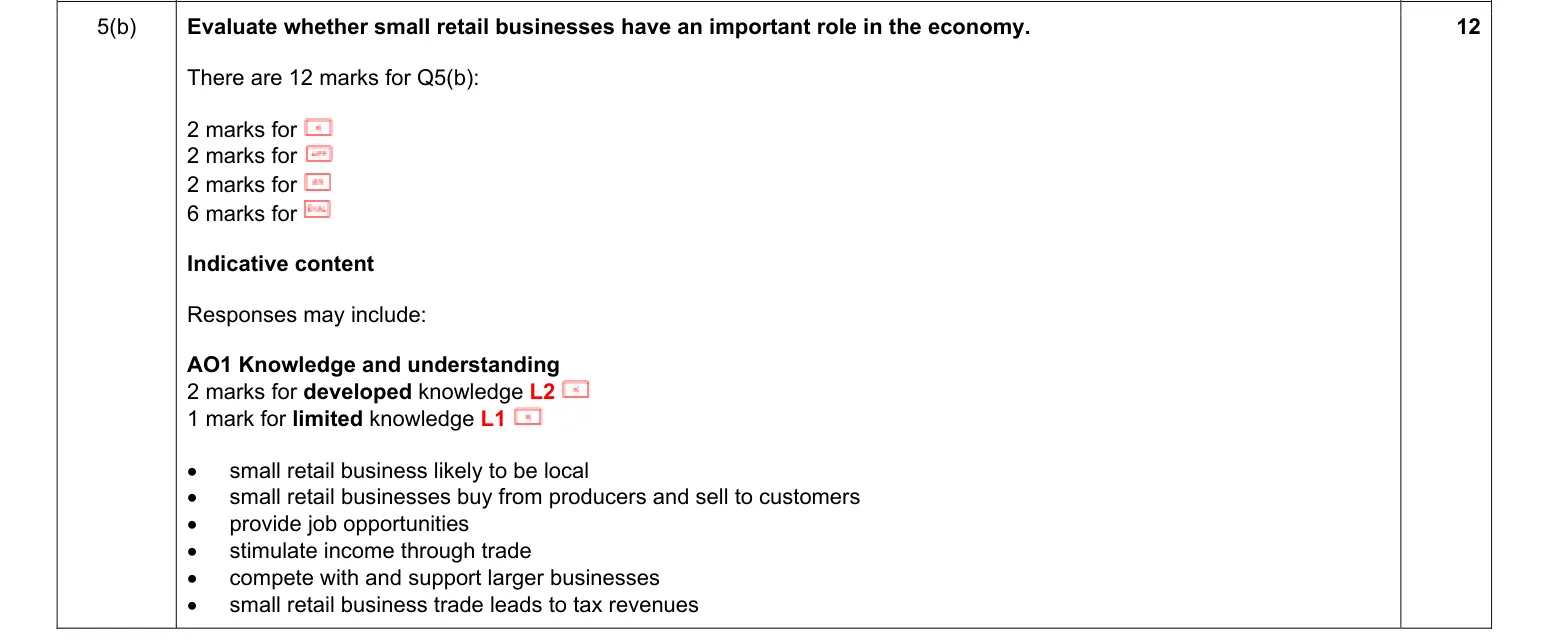 5(b) Evaluate whether small retail businesses have an important role in the economy. 12
There are 12 marks for Q5(b):
2 marks for
2 marks for APP
2 marks for AN
6 marks for EVAL
Indicative content
Responses may include:
AO1 Knowledge and understanding
2 marks for developed knowledge L2
1 mark for limited knowledge L1
• small retail business likely to be local
• small retail businesses buy from producers and sell to customers
• provide job opportunities
• stimulate income through trade
• compete with and support larger businesses
• small retail business trade leads to tax revenues